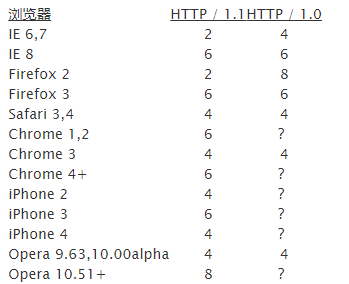 浏览器 HTTP / 1.1 HTTP / 1.0
IE 6,7 2 4
IE 8 6 6
Firefox 2 2 8
Firefox 3 6 6
Safari 3,4 4 4
Chrome 1,2 6 ?
Chrome 3 4 4
Chrome 4+ 6 ?
iPhone 2 4 ?
iPhone 3 6 ?
iPhone 4 4 ?
Opera 9.63,10.00alpha 4 4
Opera 10.51+ 8 ?